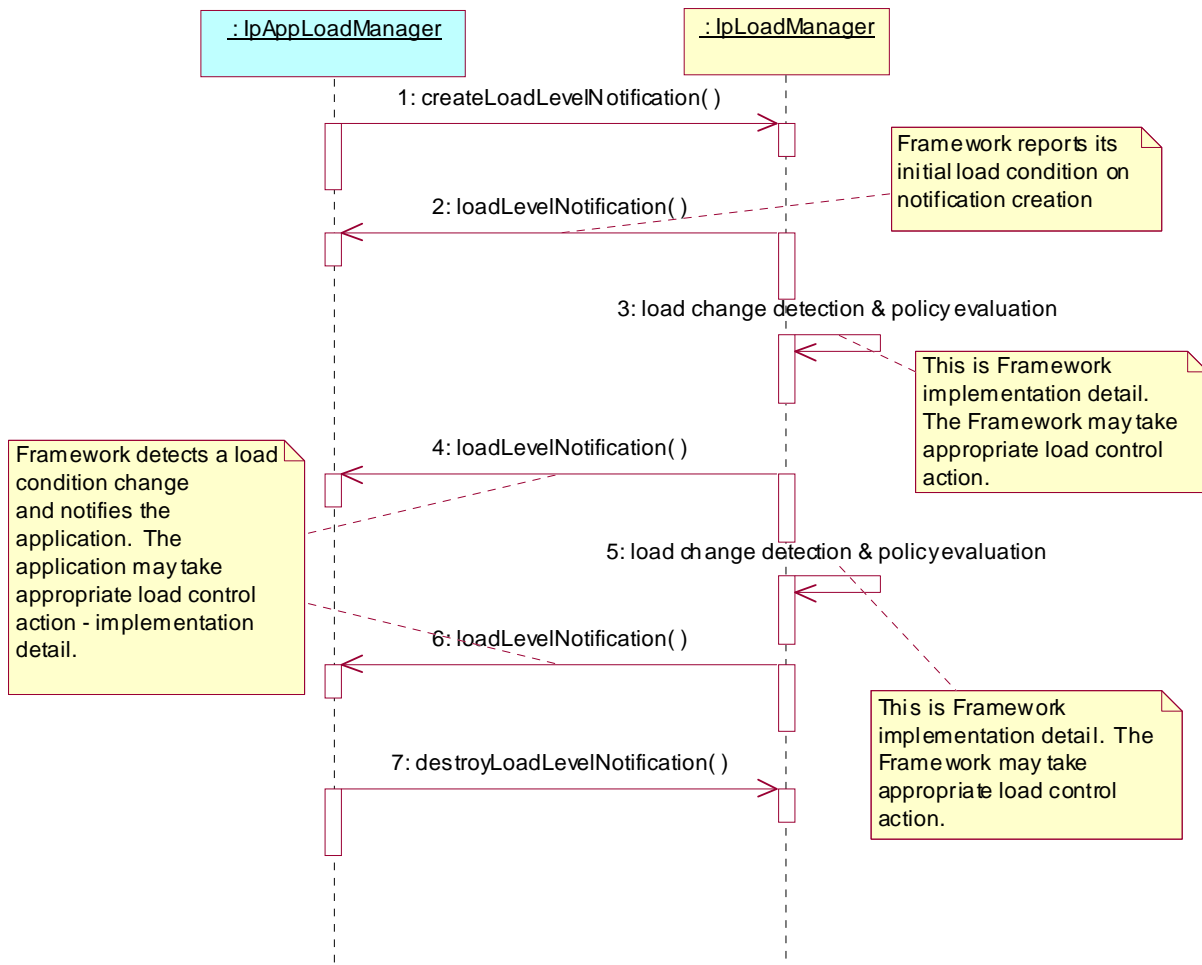 : IpAppLoadManager
: IpLoadManager
1: createLoadLevelNotification( )
Framework reports its
initial load condition on
notification creation
2: loadLevelNotification( )
3: load change detection & policy evaluation
This is Framework
implementation detail.
The Framework may take
appropriate load control
action.
4: loadLevelNotification( )
Framework detects a load
condition change
and notifies the
application. The
application may take
appropriate load control
action - implementation
detail.
5: load change detection & policy evaluation
6: loadLevelNotification( )
This is Framework
implementation detail. The
Framework may take
appropriate load control
action.
7: destroyLoadLevelNotification( )